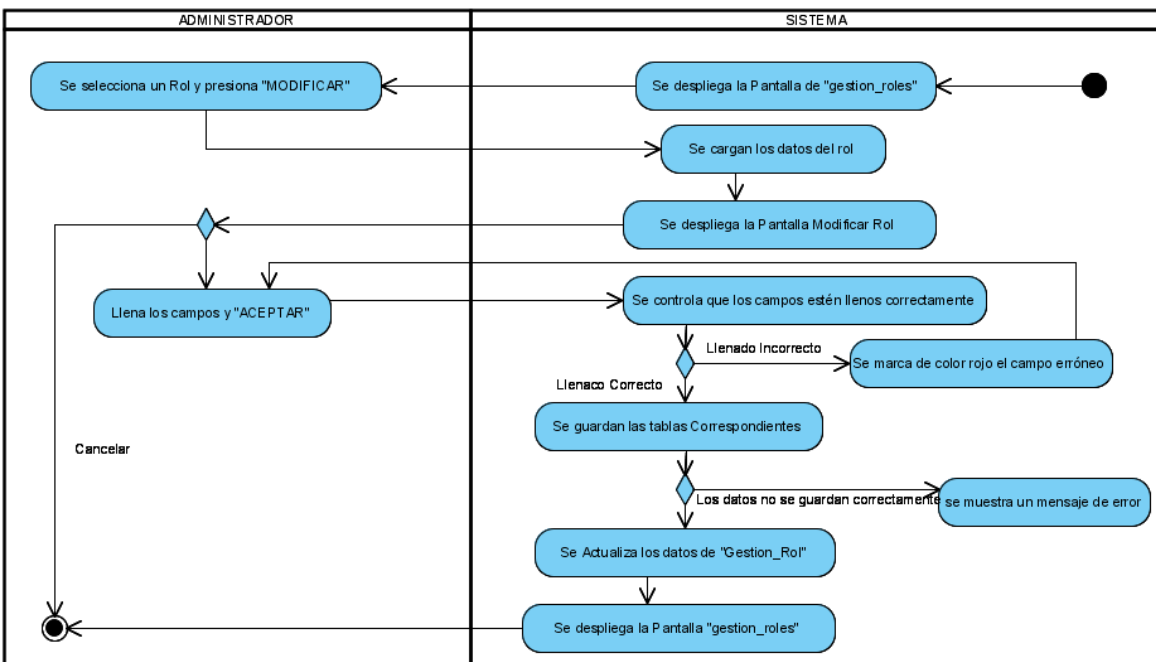 ADMINISTRADOR
SISTEMA
Se selecciona un Rol y presiona "MODIFICAR"
Se despliega la Pantalla de "gestion_roles"
Se cargan los datos del rol
Se despliega la Pantalla Modificar Rol
Llena los campos y "ACEPTAR"
Se controla que los campos estén llenos correctamente
Llenado Incorrecto
Se marca de color rojo el campo erróneo
Llenaco Correcto
Se guardan las tablas Correspondientes
Cancelar
Los datos no se guardan correctamente
se muestra un mensaje de error
Se Actualiza los datos de "Gestion_Rol"
Se despliega la Pantalla "gestion_roles"